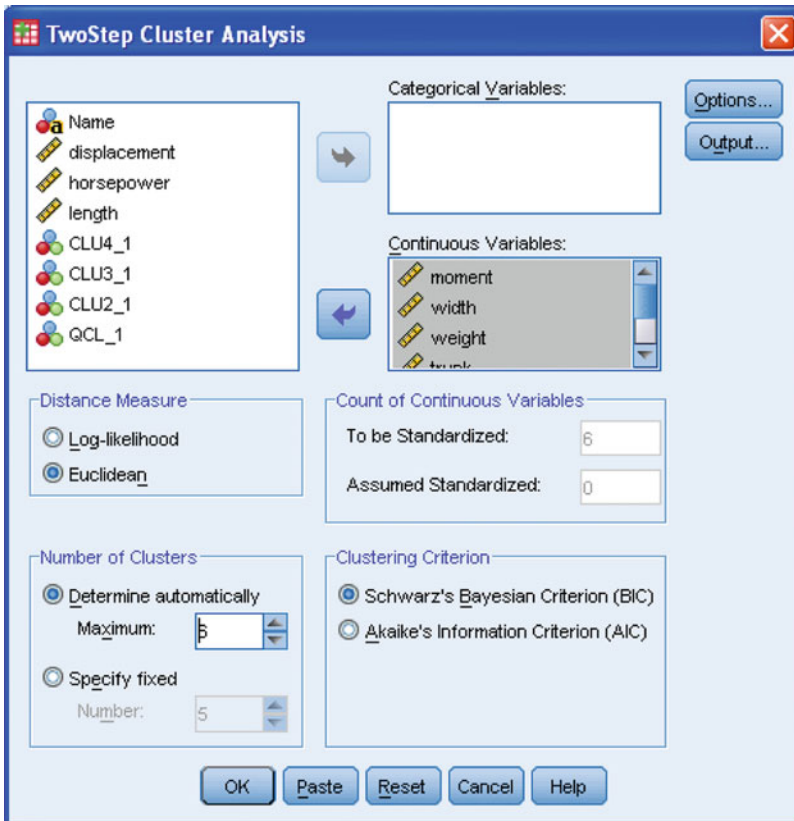 TwoStep Cluster Analysis
Name
displacement
horsepower
length
CLU4_1
CLU3_1
CLU2_1
QCL_1
Categorical Variables:
Continuous Variables:
moment
width
weight
trunk
Options...
Output...
Distance Measure
Log-likelihood
Euclidean
Count of Continuous Variables
To be Standardized: 6
Assumed Standardized: 0
Number of Clusters
Determine automatically
Maximum:
Specify fixed
Number: 5
Clustering Criterion
Schwarz's Bayesian Criterion (BIC)
Akaike's Information Criterion (AIC)
OK
Paste
Reset
Cancel
Help